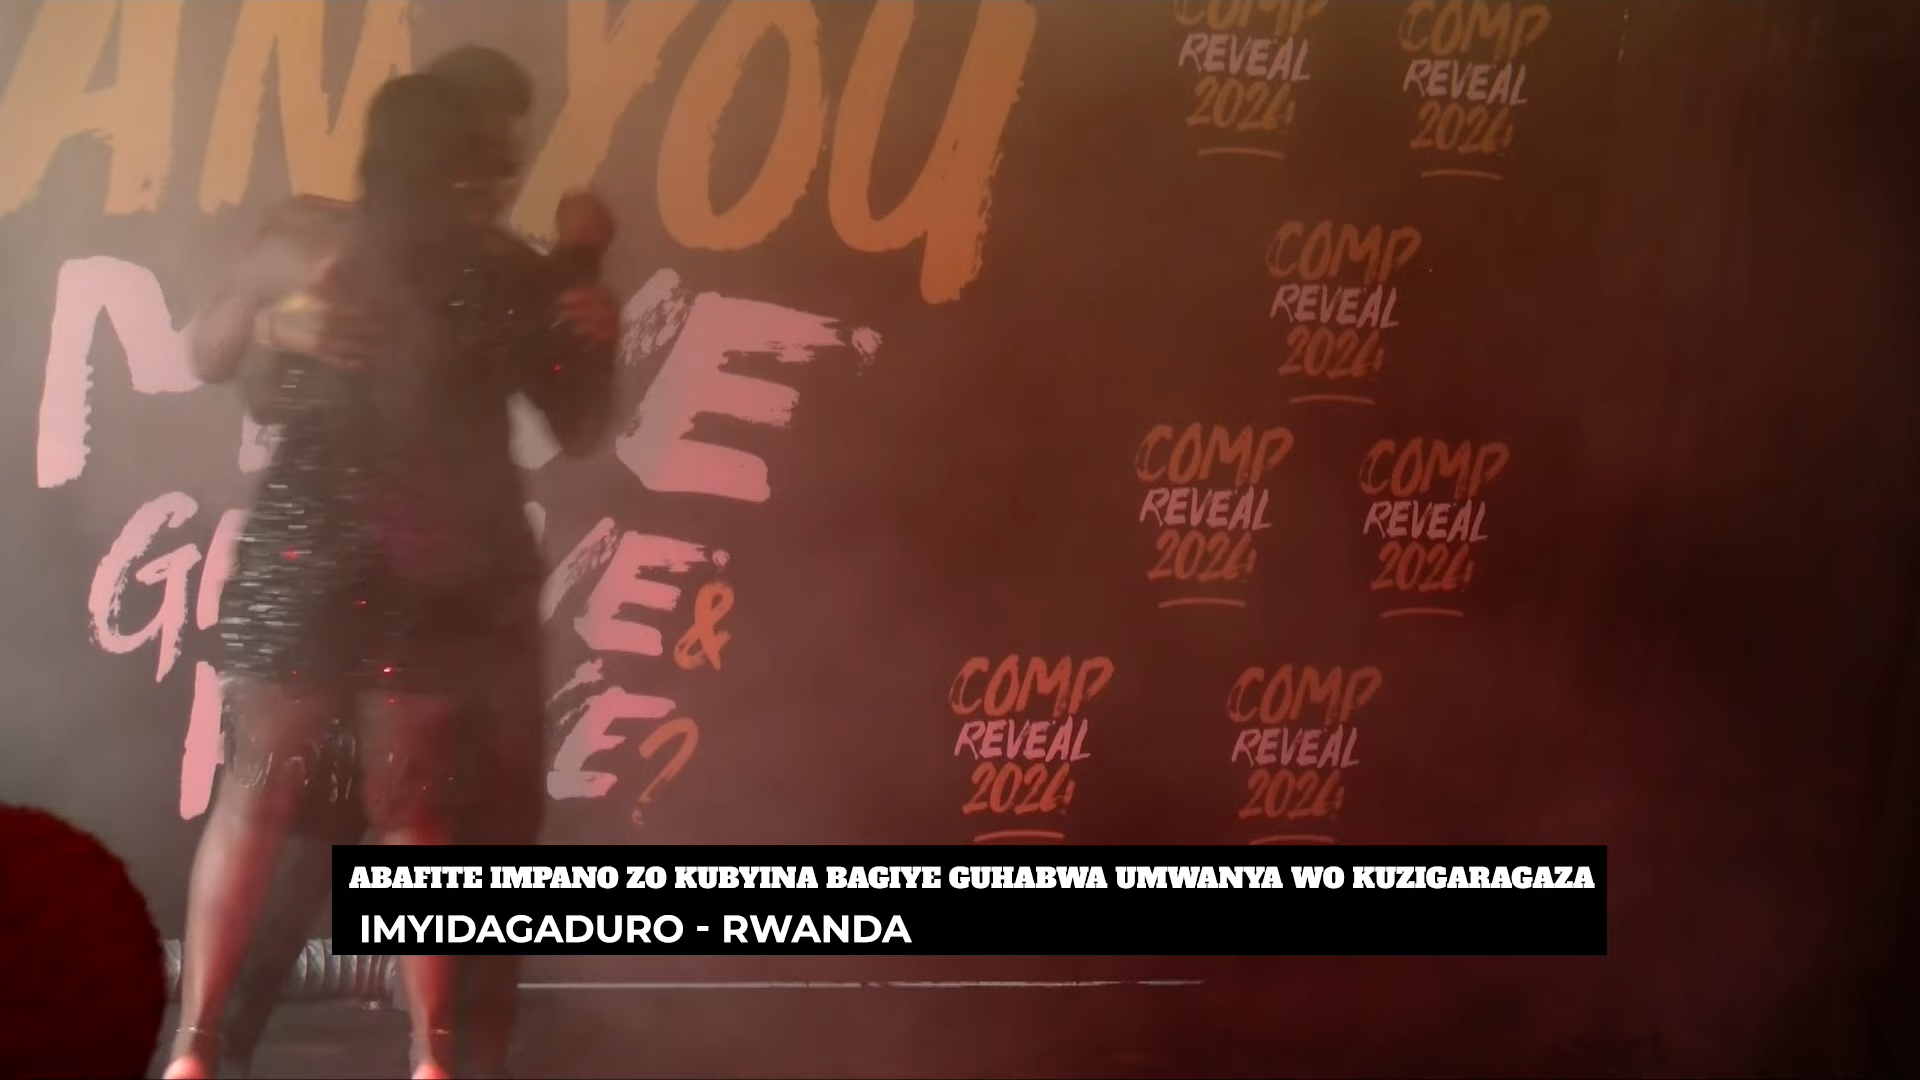 AN YOU
COMP
REVEAL
2024
COMP
REVEAL
2024
COMP
REVEAL
2024
COMP
REVEAL
2024
COMP
REVEAL
2024
&
?
COMP
REVEAL
2024
COMP
REVEAL
2024
ABAFITE IMPANO ZO KUBYINA BAGIYE GUHABWA UMWANYA WO KUZIGARAGAZA
IMYIDAGADURO - RWANDA